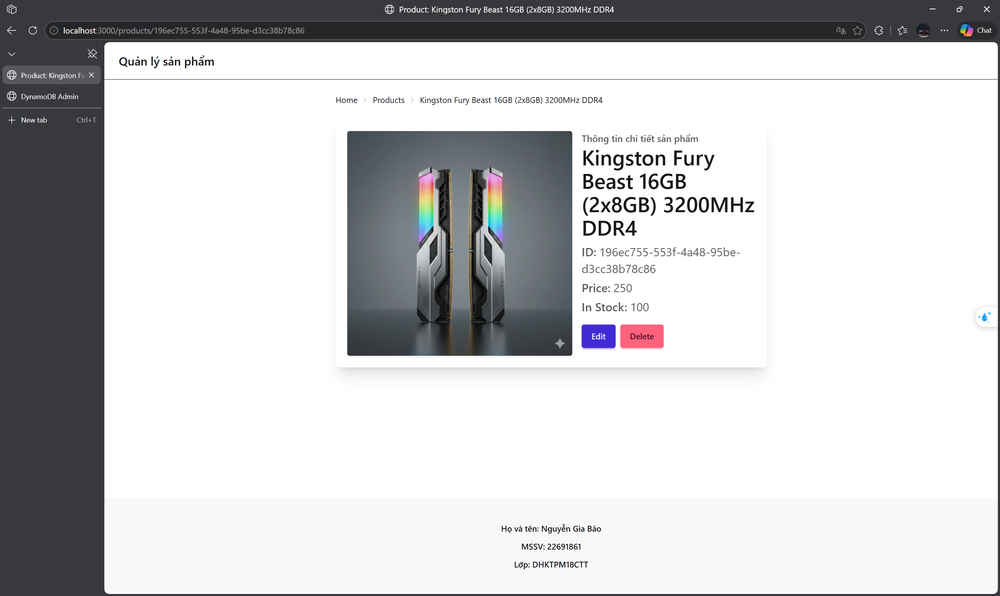 Product: Kingston Fury Beast 16GB (2x8GB) 3200MHz DDR4
localhost:3000/products/196ec755-553f-4a48-95be-d3cc38b78c86
Chat
Product: Kingston Fu
DynamoDB Admin
New tab Ctrl+T
Quản lý sản phẩm
Home > Products > Kingston Fury Beast 16GB (2x8GB) 3200MHz DDR4
G.SKILL
G.SKILL
Thông tin chi tiết sản phẩm
Kingston Fury
Beast 16GB
(2x8GB) 3200MHz
DDR4
ID: 196ec755-553f-4a48-95be-
d3cc38b78c86
Price: 250
In Stock: 100
Edit Delete
Họ và tên: Nguyễn Gia Bảo
MSSV: 22691861
Lớp: DHKTPM18CTT